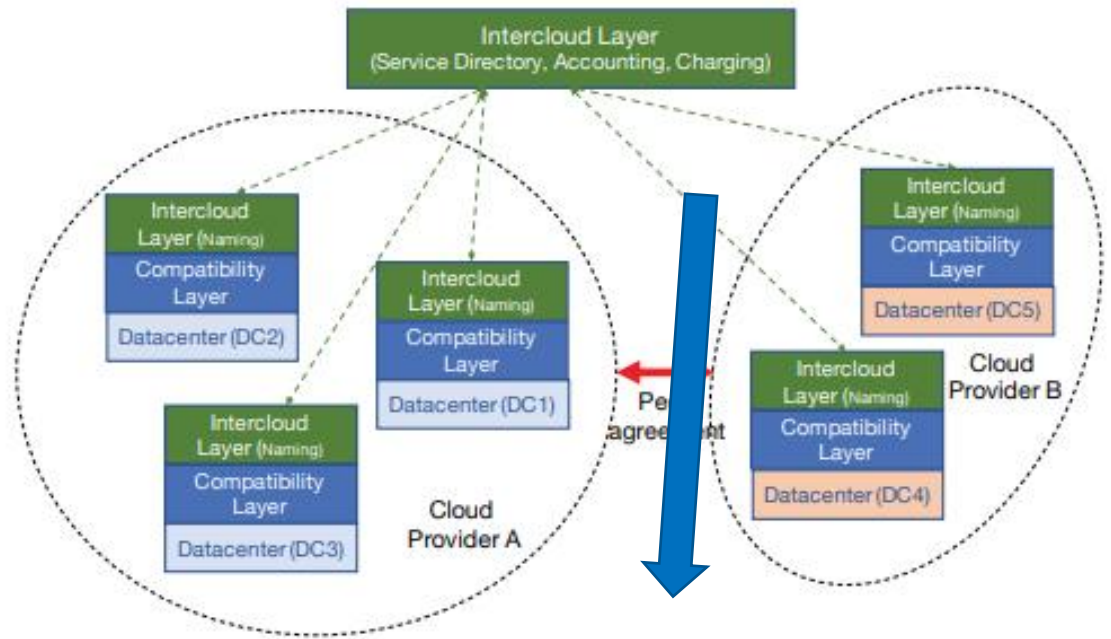 Intercloud Layer
(Service Directory, Accounting, Charging)
Intercloud
Layer (Naming)
Compatibility
Layer
Datacenter (DC2)
Intercloud
Layer (Naming)
Compatibility
Layer
Datacenter (DC1)
Intercloud
Layer (Naming)
Compatibility
Layer
Datacenter (DC3)
Cloud
Provider A
Intercloud
Layer (Naming)
Compatibility
Layer
Datacenter (DC5)
Cloud
Provider B
Intercloud
Layer (Naming)
Compatibility
Layer
Datacenter (DC4)